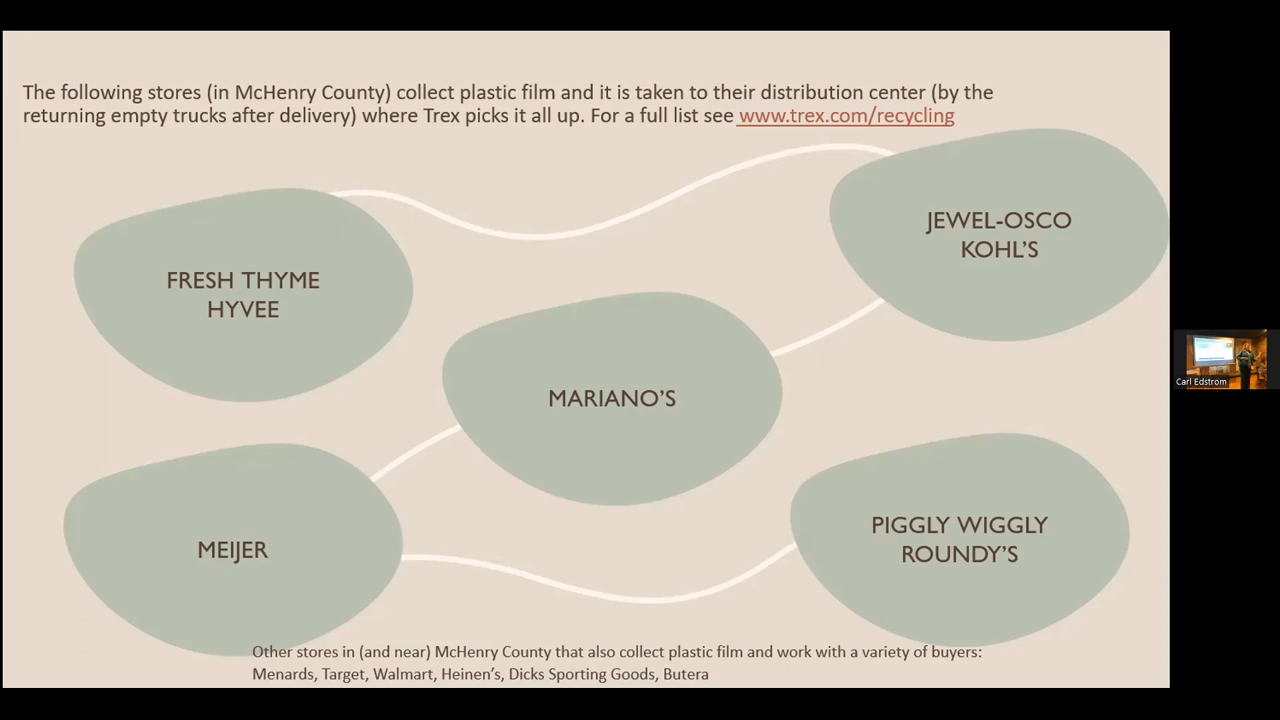 The following stores (in McHenry County) collect plastic film and it is taken to their distribution center (by the
returning empty trucks after delivery) where Trex picks it all up. For a full list see www.trex.com/recycling
FRESH THYME
HYVEE
JEWEL-OSCO
KOHL'S
MARIANO'S
MEIJER
PIGGLY WIGGLY
ROUNDY'S
Other stores in (and near) McHenry County that also collect plastic film and work with a variety of buyers:
Menards, Target, Walmart, Heinen's, Dicks Sporting Goods, Butera
Carl Edstrom